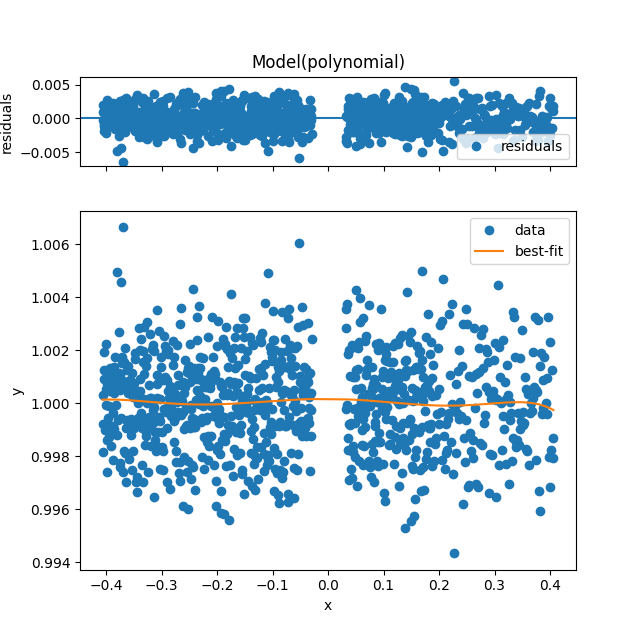 Model(polynomial)
residuals
0.005
0.000
−0.005
residuals
y
1.006
1.004
1.002
1.000
0.998
0.996
0.994
data
best-fit
−0.4 −0.3 −0.2 −0.1 0.0 0.1 0.2 0.3 0.4
x